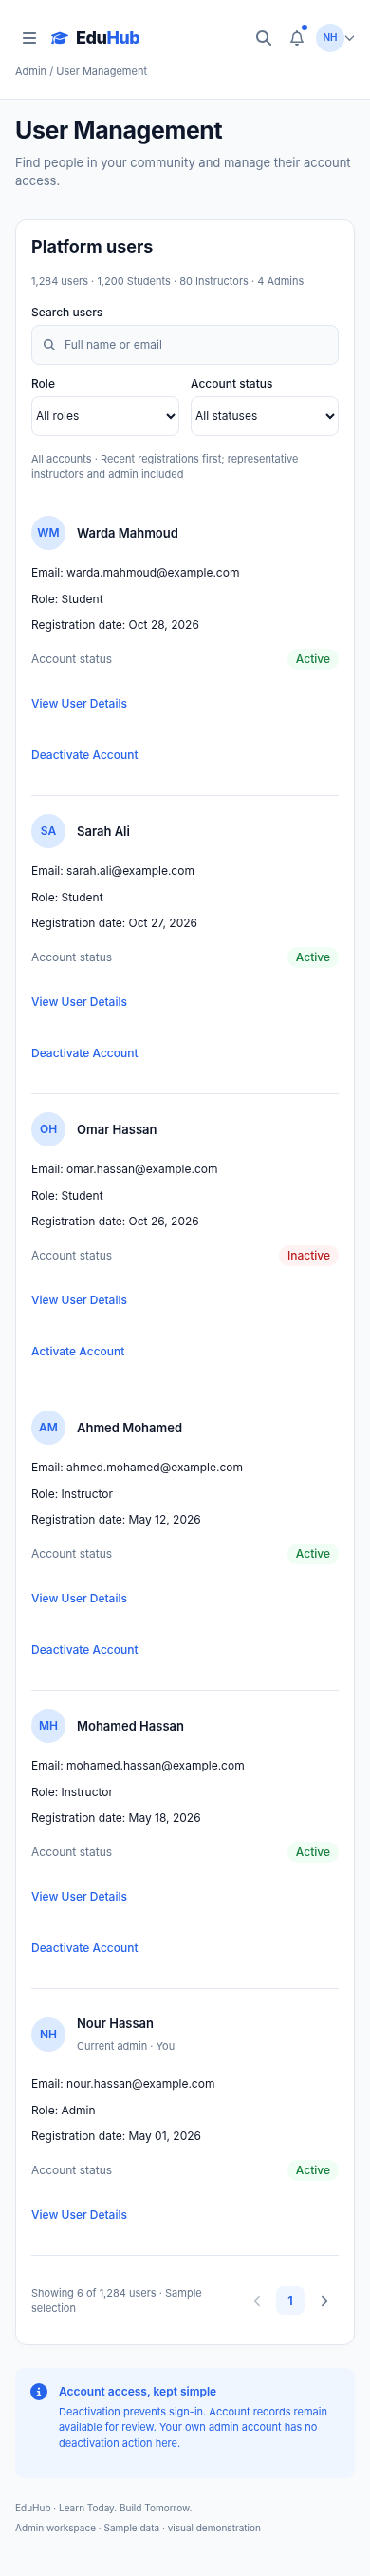 EduHub
NH
Admin / User Management
User Management
Find people in your community and manage their account
access.
Platform users
1,284 users · 1,200 Students · 80 Instructors · 4 Admins
Search users
Full name or email
Role
Account status
All roles
All statuses
All accounts · Recent registrations first; representative
instructors and admin included
WM
Warda Mahmoud
Email: warda.mahmoud@example.com
Role: Student
Registration date: Oct 28, 2026
Account status
Active
View User Details
Deactivate Account
SA
Sarah Ali
Email: sarah.ali@example.com
Role: Student
Registration date: Oct 27, 2026
Account status
Active
View User Details
Deactivate Account
OH
Omar Hassan
Email: omar.hassan@example.com
Role: Student
Registration date: Oct 26, 2026
Account status
Inactive
View User Details
Activate Account
AM
Ahmed Mohamed
Email: ahmed.mohamed@example.com
Role: Instructor
Registration date: May 12, 2026
Account status
Active
View User Details
Deactivate Account
MH
Mohamed Hassan
Email: mohamed.hassan@example.com
Role: Instructor
Registration date: May 18, 2026
Account status
Active
View User Details
Deactivate Account
NH
Nour Hassan
Current admin · You
Email: nour.hassan@example.com
Role: Admin
Registration date: May 01, 2026
Account status
Active
View User Details
Showing 6 of 1,284 users · Sample
selection
1
Account access, kept simple
Deactivation prevents sign-in. Account records remain
available for review. Your own admin account has no
deactivation action here.
EduHub · Learn Today. Build Tomorrow.
Admin workspace · Sample data · visual demonstration